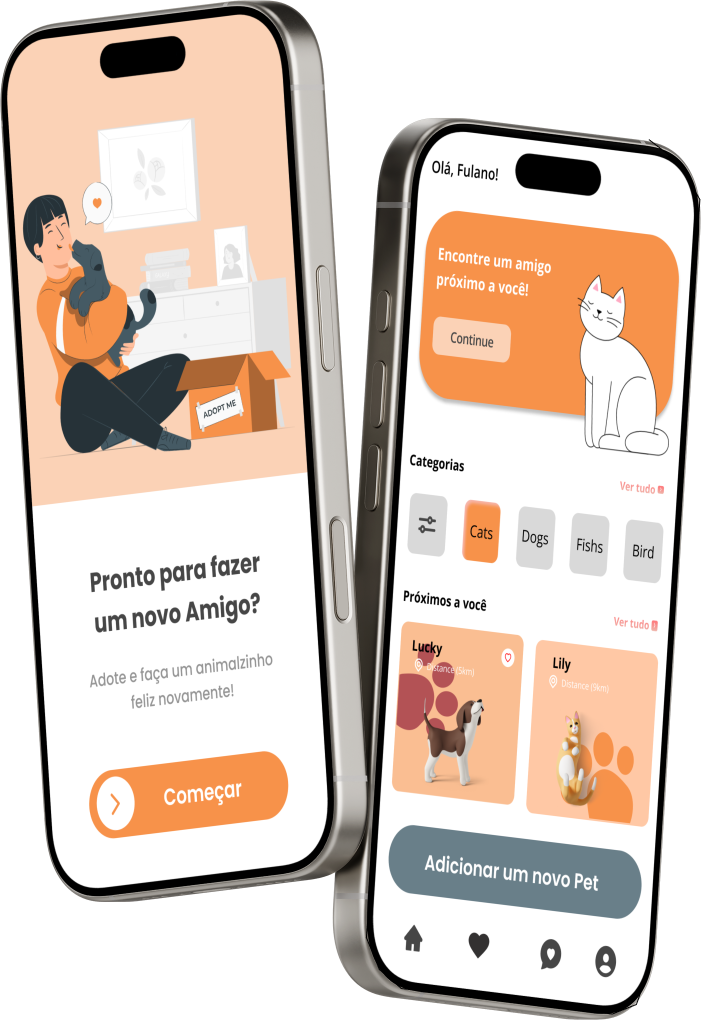 ADOPT ME
Pronto para fazer
um novo Amigo?
Adote e faça um animalzinho
feliz novamente!
Começar
Olá, Fulano!
Encontre um amigo
próximo a você!
Continue
Categorias
Ver tudo
Cats
Dogs
Fishs
Bird
Próximos a você
Ver tudo
Lucky
Distance (5km)
Lily
Distance (9km)
Adicionar um novo Pet